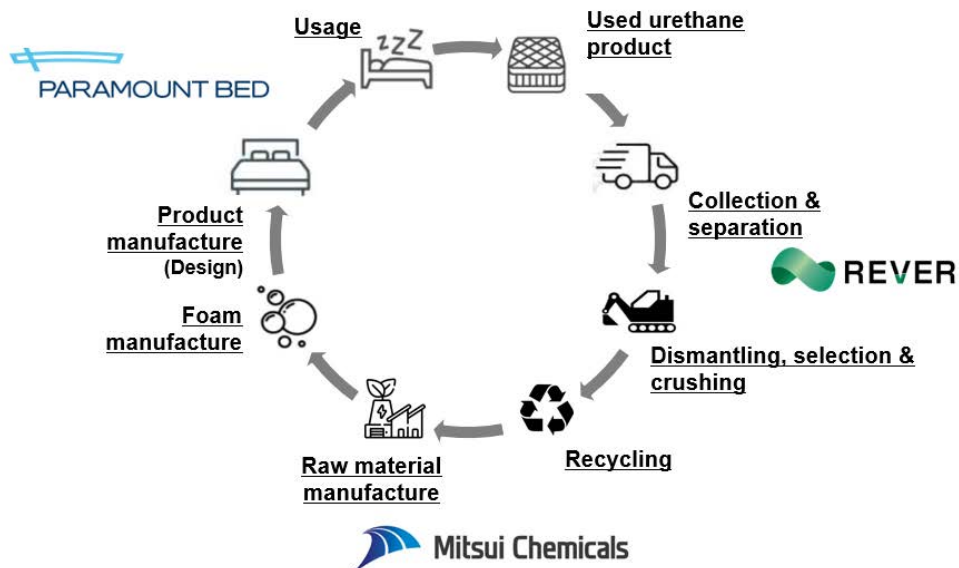 Usage
ZZZ
Used urethane
product
PARAMOUNT BED
Collection &
separation
REVER
Product
manufacture
(Design)
Foam
manufacture
Dismantling, selection &
crushing
Recycling
Raw material
manufacture
Mitsui Chemicals